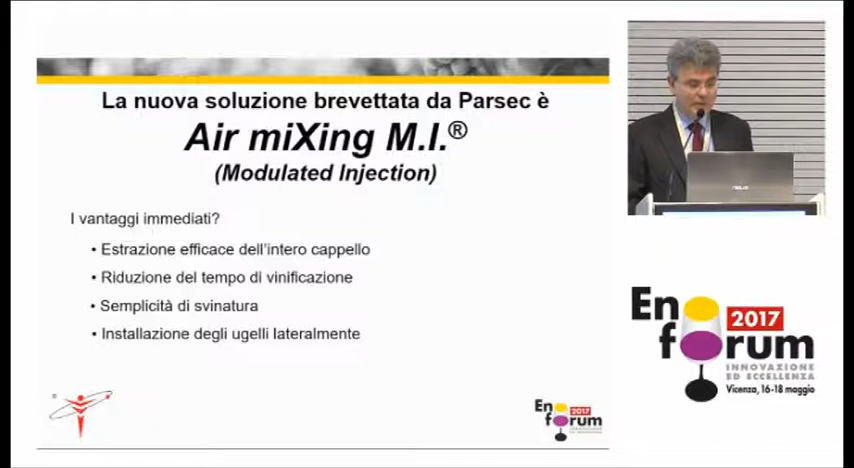 La nuova soluzione brevettata da Parsec è
Air miXing M.I.®
(Modulated Injection)
I vantaggi immediati?
• Estrazione efficace dell'intero cappello
• Riduzione del tempo di vinificazione
• Semplicità di svinatura
• Installazione degli ugelli lateralmente
En
2017
forum
ASUS
En
2017
forum
INNOVAZIONE
ED ECCELLENZA
Vicenza, 16-18 maggio